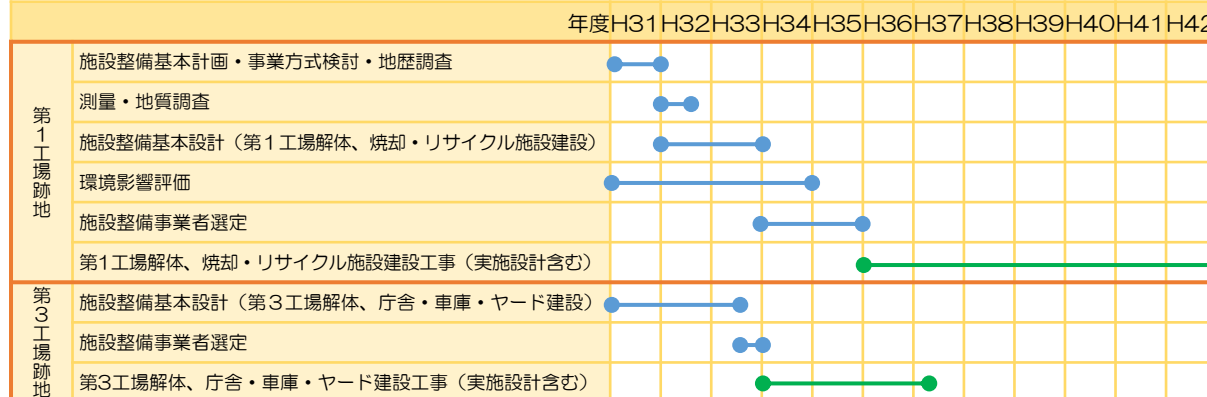 年度H31H32H33H34H35H36H37H38H39H40H41H42
第1工場跡地
施設整備基本計画・事業方式検討・地歴調査
測量・地質調査
施設整備基本設計（第１工場解体、焼却・リサイクル施設建設）
環境影響評価
施設整備事業者選定
第1工場解体、焼却・リサイクル施設建設工事（実施設計含む）
第3工場跡地
施設整備基本設計（第３工場解体、庁舎・車庫・ヤード建設）
施設整備事業者選定
第3工場解体、庁舎・車庫・ヤード建設工事（実施設計含む）